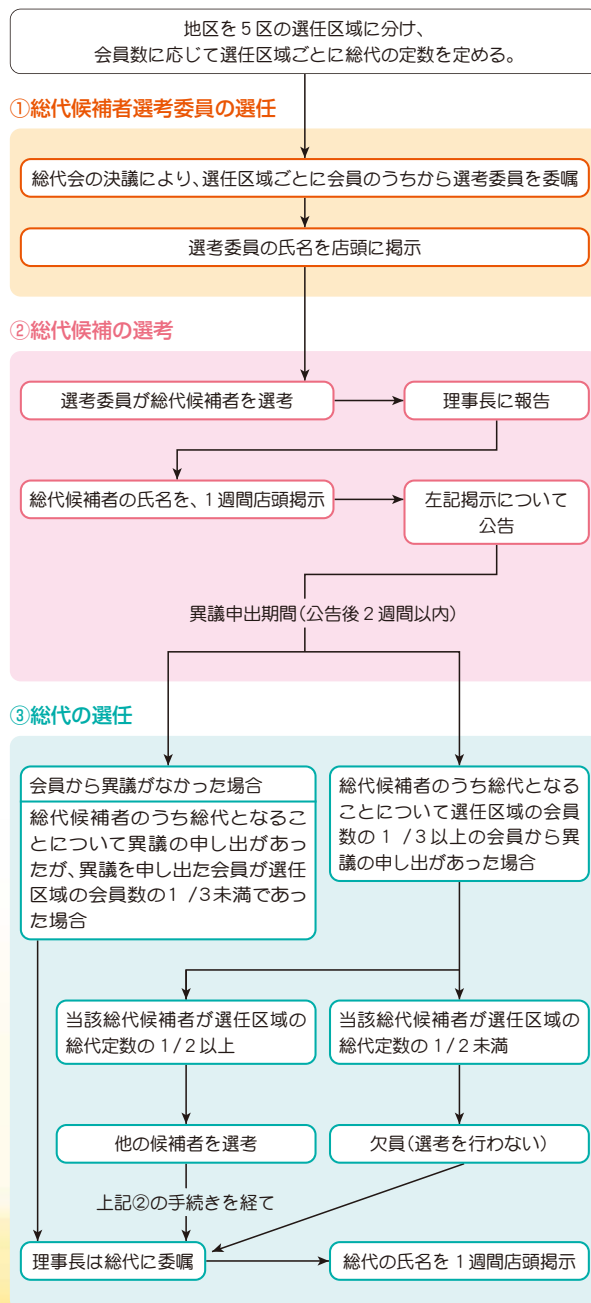 地区を5区の選任区域に分け、
会員数に応じて選任区域ごとに総代の定数を定める。
①総代候補者選考委員の選任
総代会の決議により、選任区域ごとに会員のうちから選考委員を委嘱
選考委員の氏名を店頭に掲示
②総代候補の選考
選考委員が総代候補者を選考
理事長に報告
総代候補者の氏名を、1週間店頭掲示
左記掲示について
公告
異議申出期間(公告後2週間以内)
③総代の選任
会員から異議がなかった場合
総代候補者のうち総代となるこ
とについて異議の申し出があっ
たが、異議を申し出た会員が選任
区域の会員数の1/3未満であっ
た場合
総代候補者のうち総代となる
ことについて選任区域の会員
数の1/3以上の会員から異
議の申し出があった場合
当該総代候補者が選任区域の
総代定数の1/2以上
当該総代候補者が選任区域の
総代定数の1/2未満
他の候補者を選考
欠員(選考を行わない)
上記②の手続きを経て
理事長は総代に委嘱
総代の氏名を1週間店頭掲示